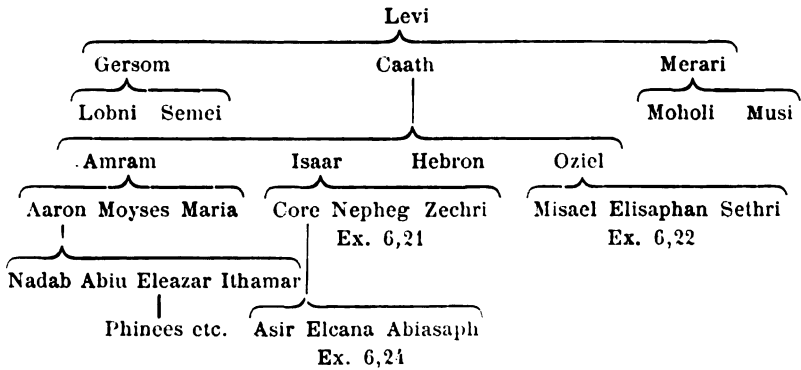 Levi
Gersom Caath Merari
Lobni Semei Moholi Musi
Amram Isaar Hebron Oziel
Aaron Moyses Maria Core Nepheg Zechri Misael Elisaphan Sethri
Ex. 6,21 Ex. 6,22
Nadab Abiu Eleazar Ithamar
Phinees etc. Asir Elcana Abiasaph
Ex. 6,24